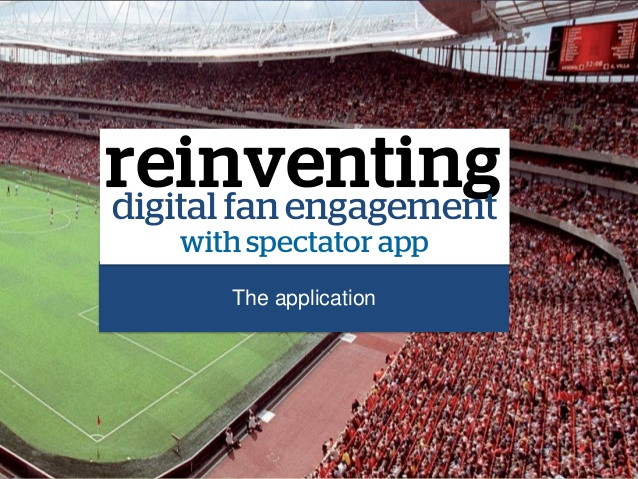 reinventing
digital fan engagement
with spectator app
The application